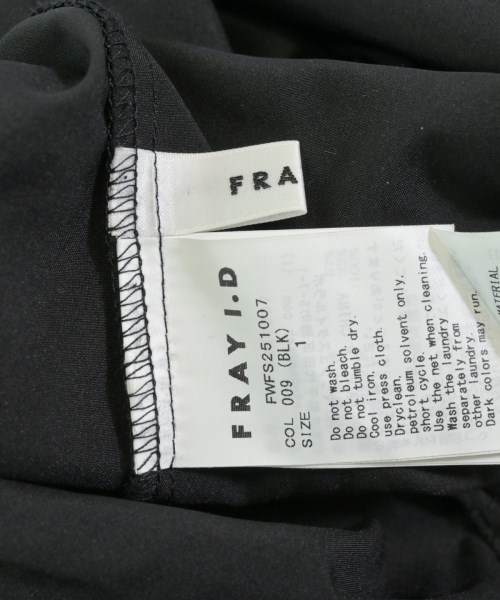 FRA
FRAY I.D
FWFS251007
COL 009 (BLK)
SIZE 1
Do not wash.
Do not bleach.
Do not tumble dry.
Cool iron.
use press cloth.
Dryclean.
petroleum solvent only.
short cycle.
Use the net when cleaning.
Wash the laundry
separately from
other laundry.
Dark colors may run.
MATERIAL